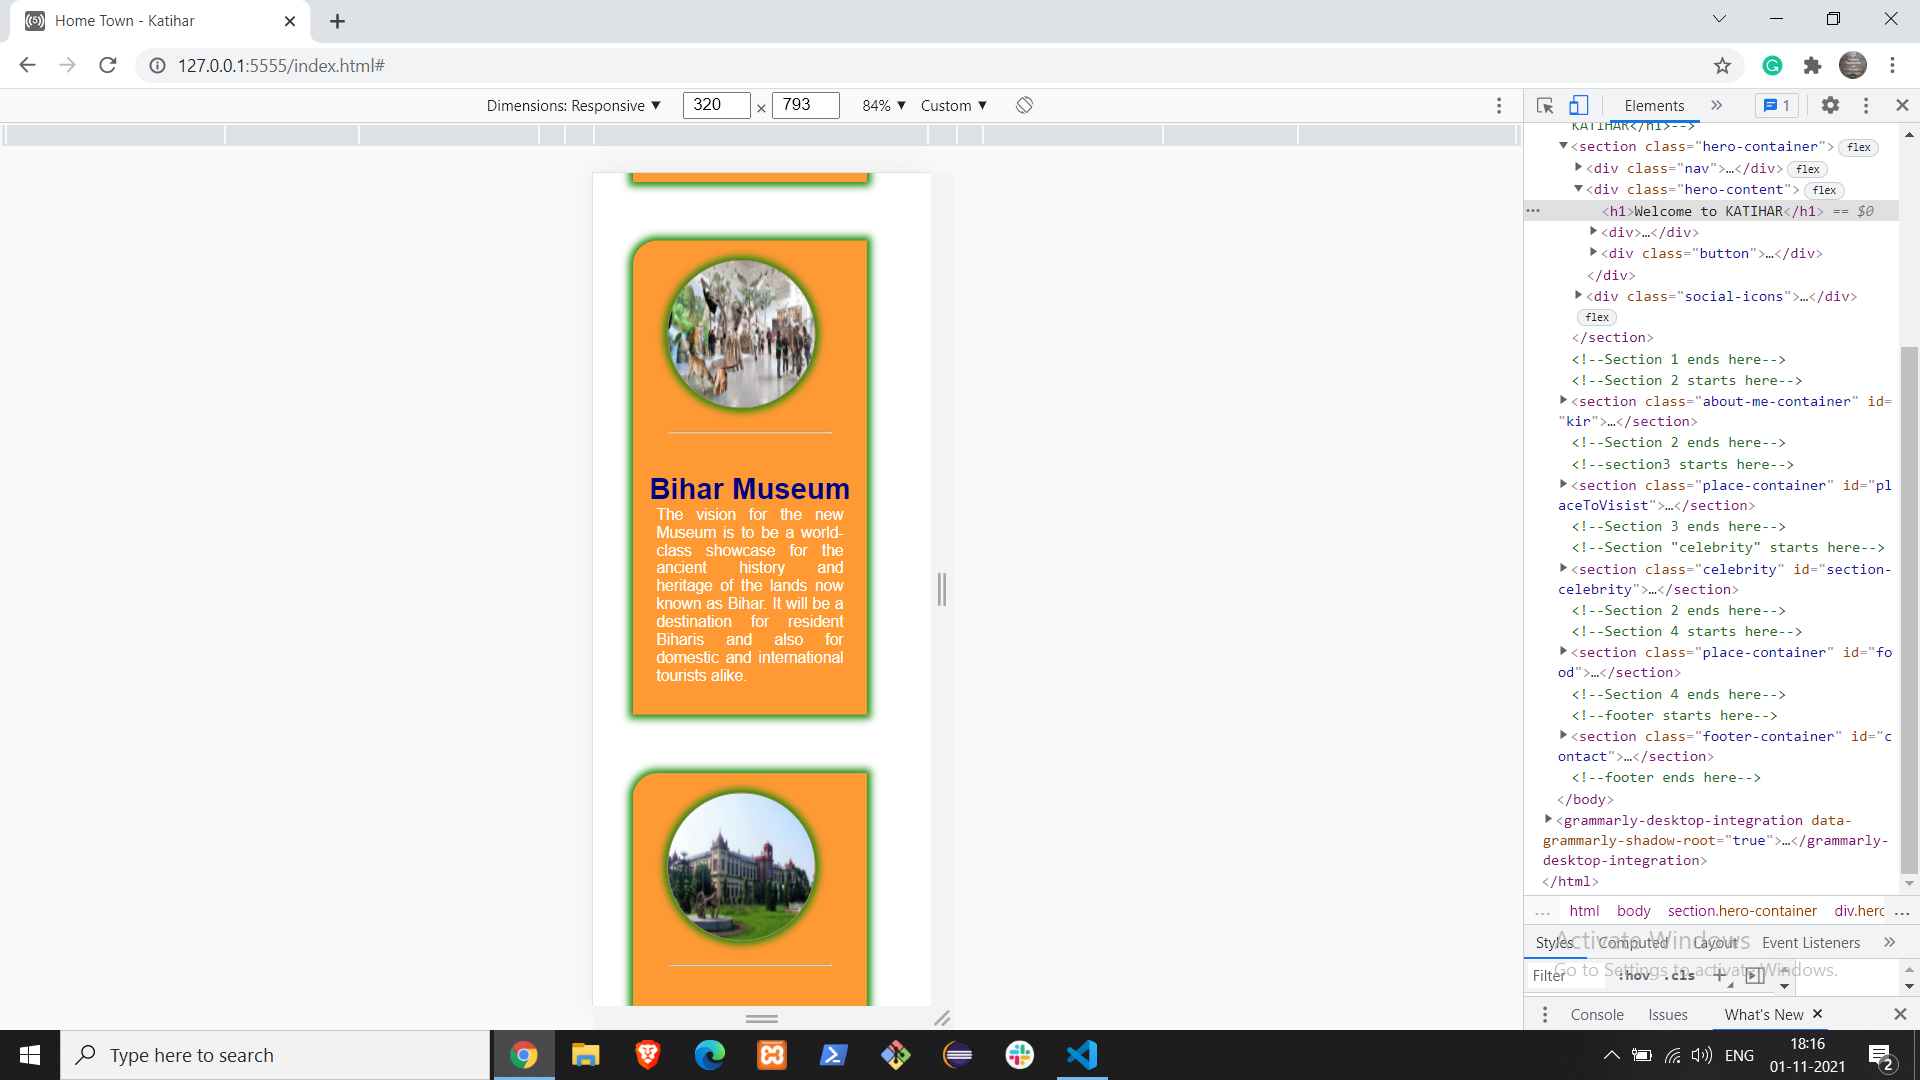 Home Town - Katihar
127.0.0.1:5555/index.html#
Dimensions: Responsive ▼ 320 × 793 84% ▼ Custom ▼
Elements » 1
KATIHAR</h1>-->
▼<section class="hero-container"> flex
▶<div class="nav">…</div> flex
▼<div class="hero-content"> flex
… <h1>Welcome to KATIHAR</h1> == $0
▶<div>…</div>
▶<div class="button">…</div>
</div>
▶<div class="social-icons">…</div>
flex
</section>
<!--Section 1 ends here-->
<!--Section 2 starts here-->
▶<section class="about-me-container" id=
"kir">…</section>
<!--Section 2 ends here-->
<!--section3 starts here-->
▶<section class="place-container" id="pl
aceToVisist">…</section>
<!--Section 3 ends here-->
<!--Section "celebrity" starts here-->
▶<section class="celebrity" id="section-
celebrity">…</section>
<!--Section 2 ends here-->
<!--Section 4 starts here-->
▶<section class="place-container" id="fo
od">…</section>
<!--Section 4 ends here-->
<!--footer starts here-->
▶<section class="footer-container" id="c
ontact">…</section>
<!--footer ends here-->
</body>
▶<grammarly-desktop-integration data-
grammarly-shadow-root="true">…</grammarly-
desktop-integration>
</html>
... html body section.hero-container div.herc ...
Styles Computed Layout Event Listeners »
Activate Windows
Go to Settings to activate Windows.
Filter :hov .cls +
Console Issues What's New
Bihar Museum
The vision for the new
Museum is to be a world-
class showcase for the
ancient history and
heritage of the lands now
known as Bihar. It will be a
destination for resident
Biharis and also for
domestic and international
tourists alike.
Type here to search
ENG
18:16
01-11-2021
2